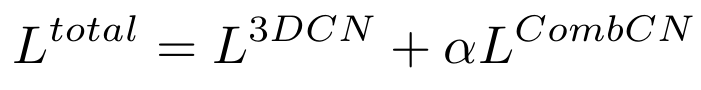 L^{total} = L^{3DCN} + αL^{CombCN}